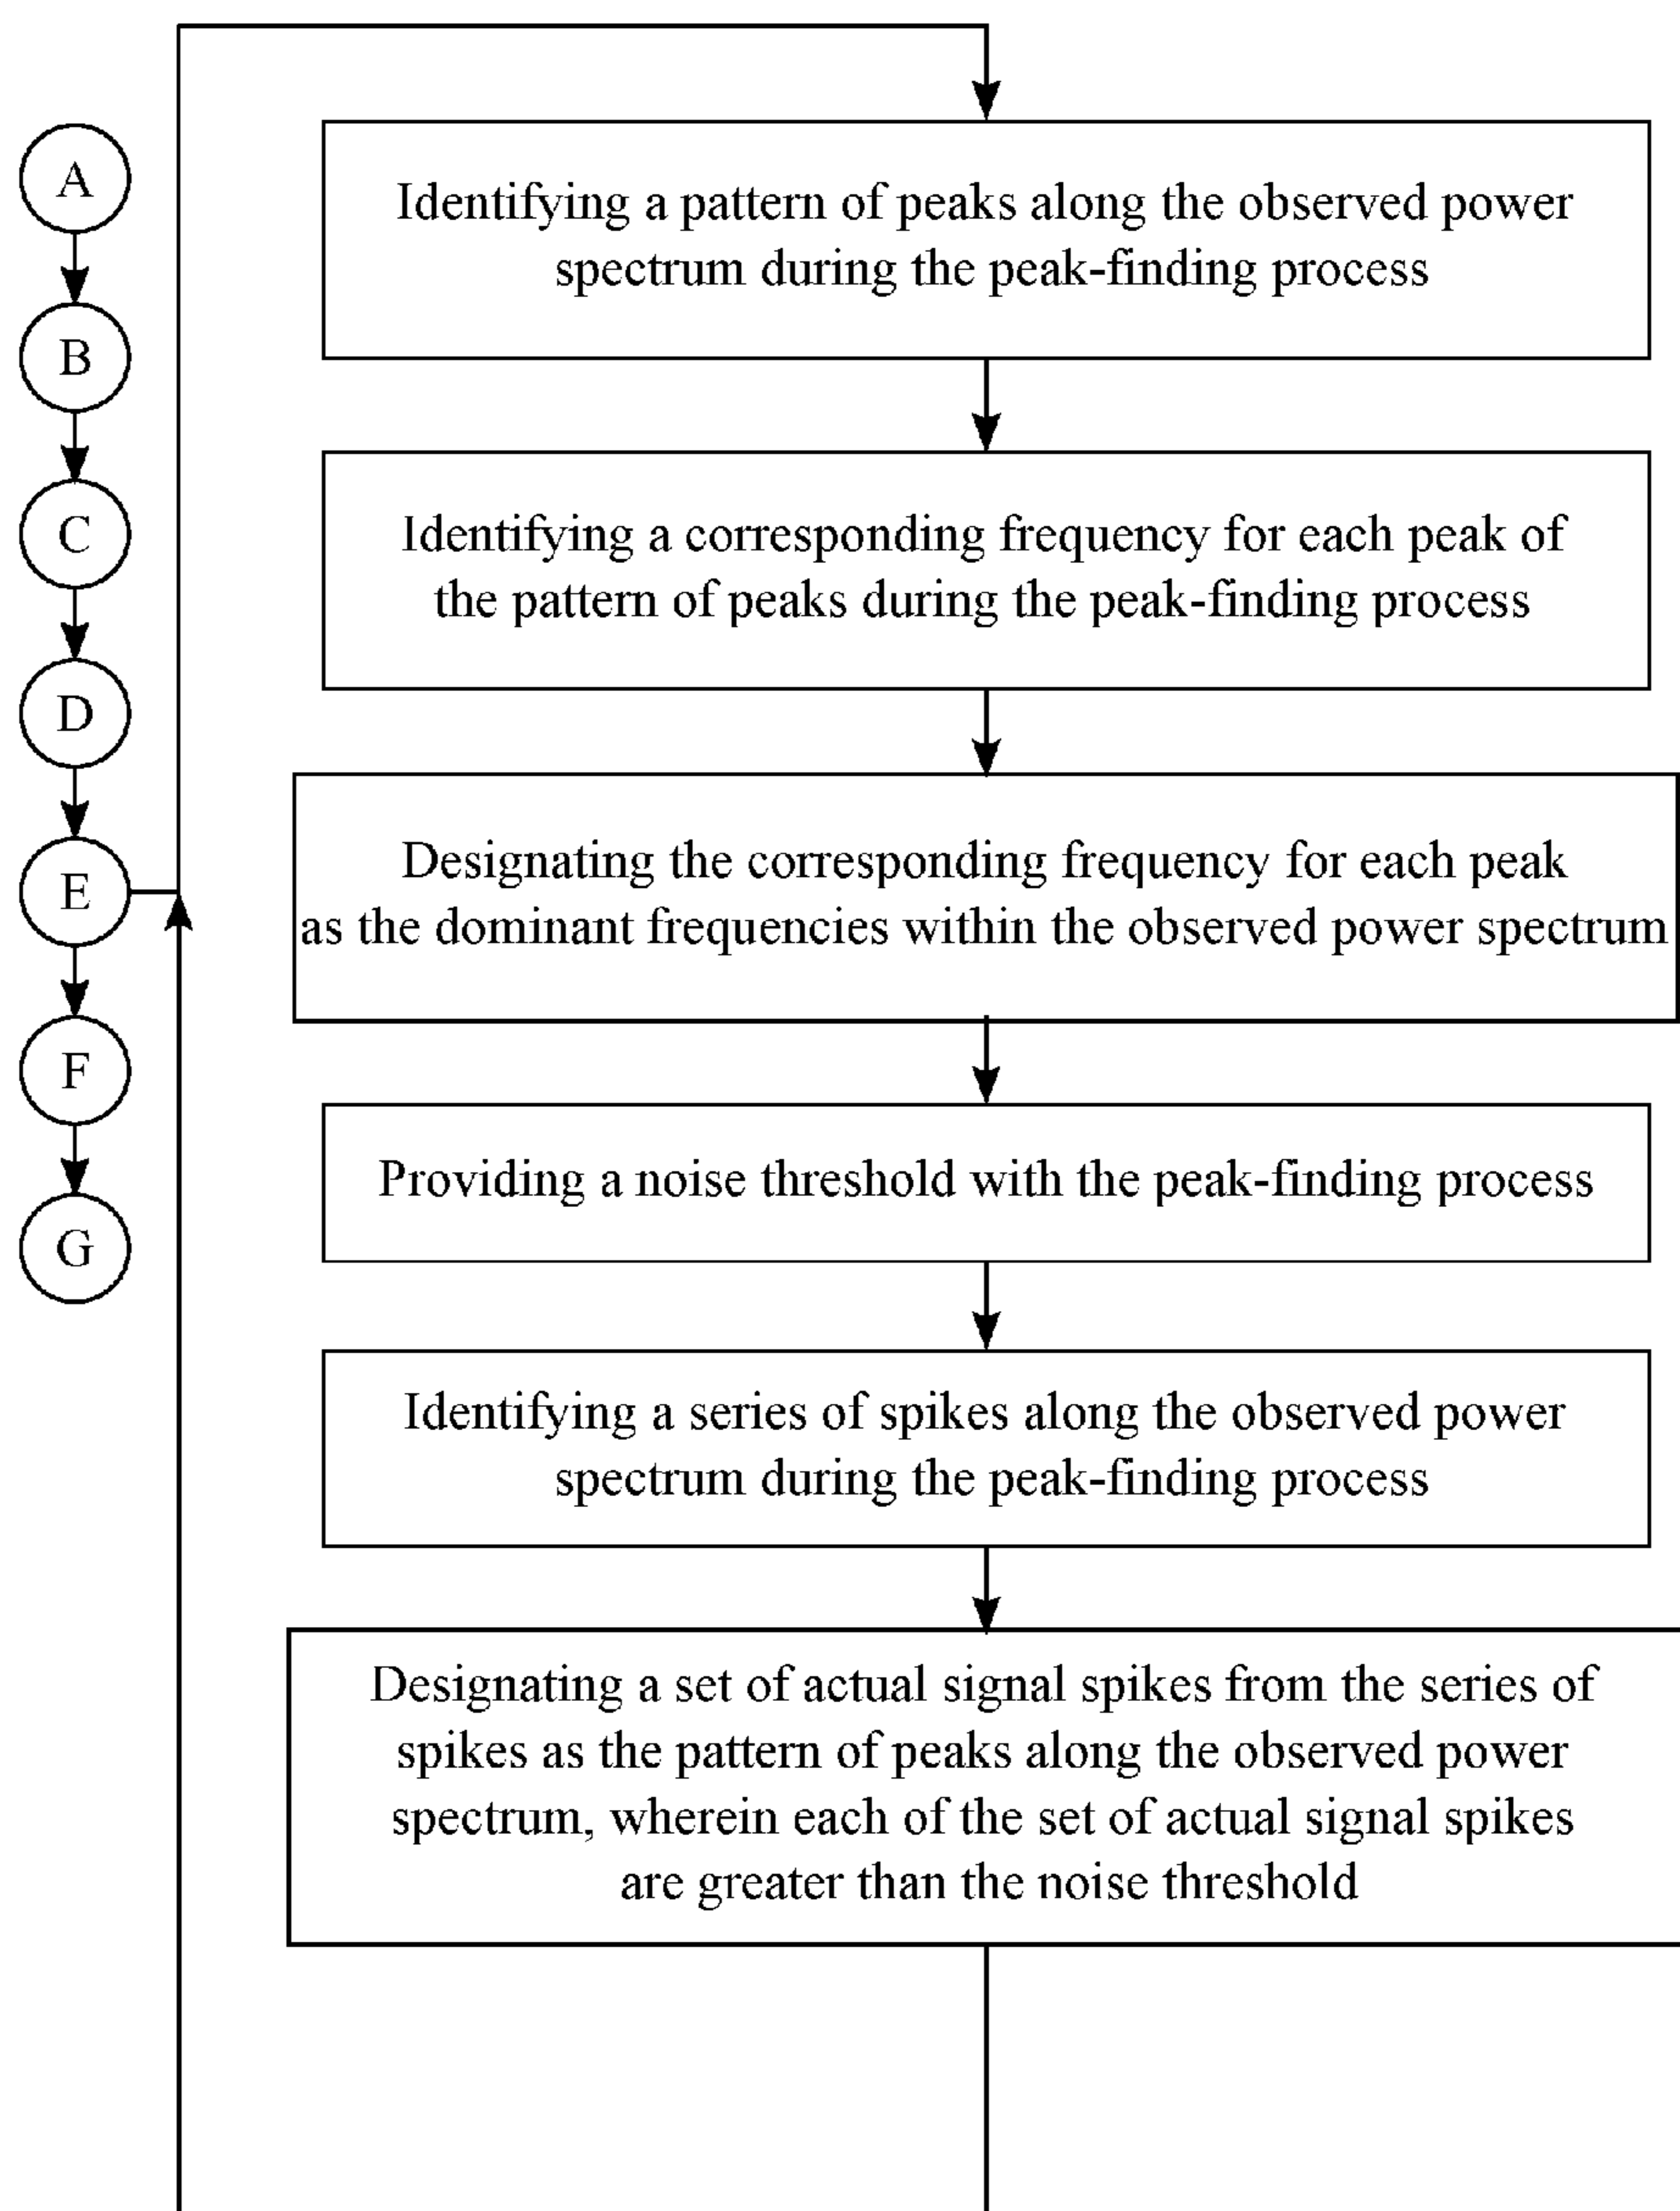 A
B
C
D
E
F
G
Identifying a pattern of peaks along the observed power
spectrum during the peak-finding process
Identifying a corresponding frequency for each peak of
the pattern of peaks during the peak-finding process
Designating the corresponding frequency for each peak
as the dominant frequencies within the observed power spectrum
Providing a noise threshold with the peak-finding process
Identifying a series of spikes along the observed power
spectrum during the peak-finding process
Designating a set of actual signal spikes from the series of
spikes as the pattern of peaks along the observed power
spectrum, wherein each of the set of actual signal spikes
are greater than the noise threshold